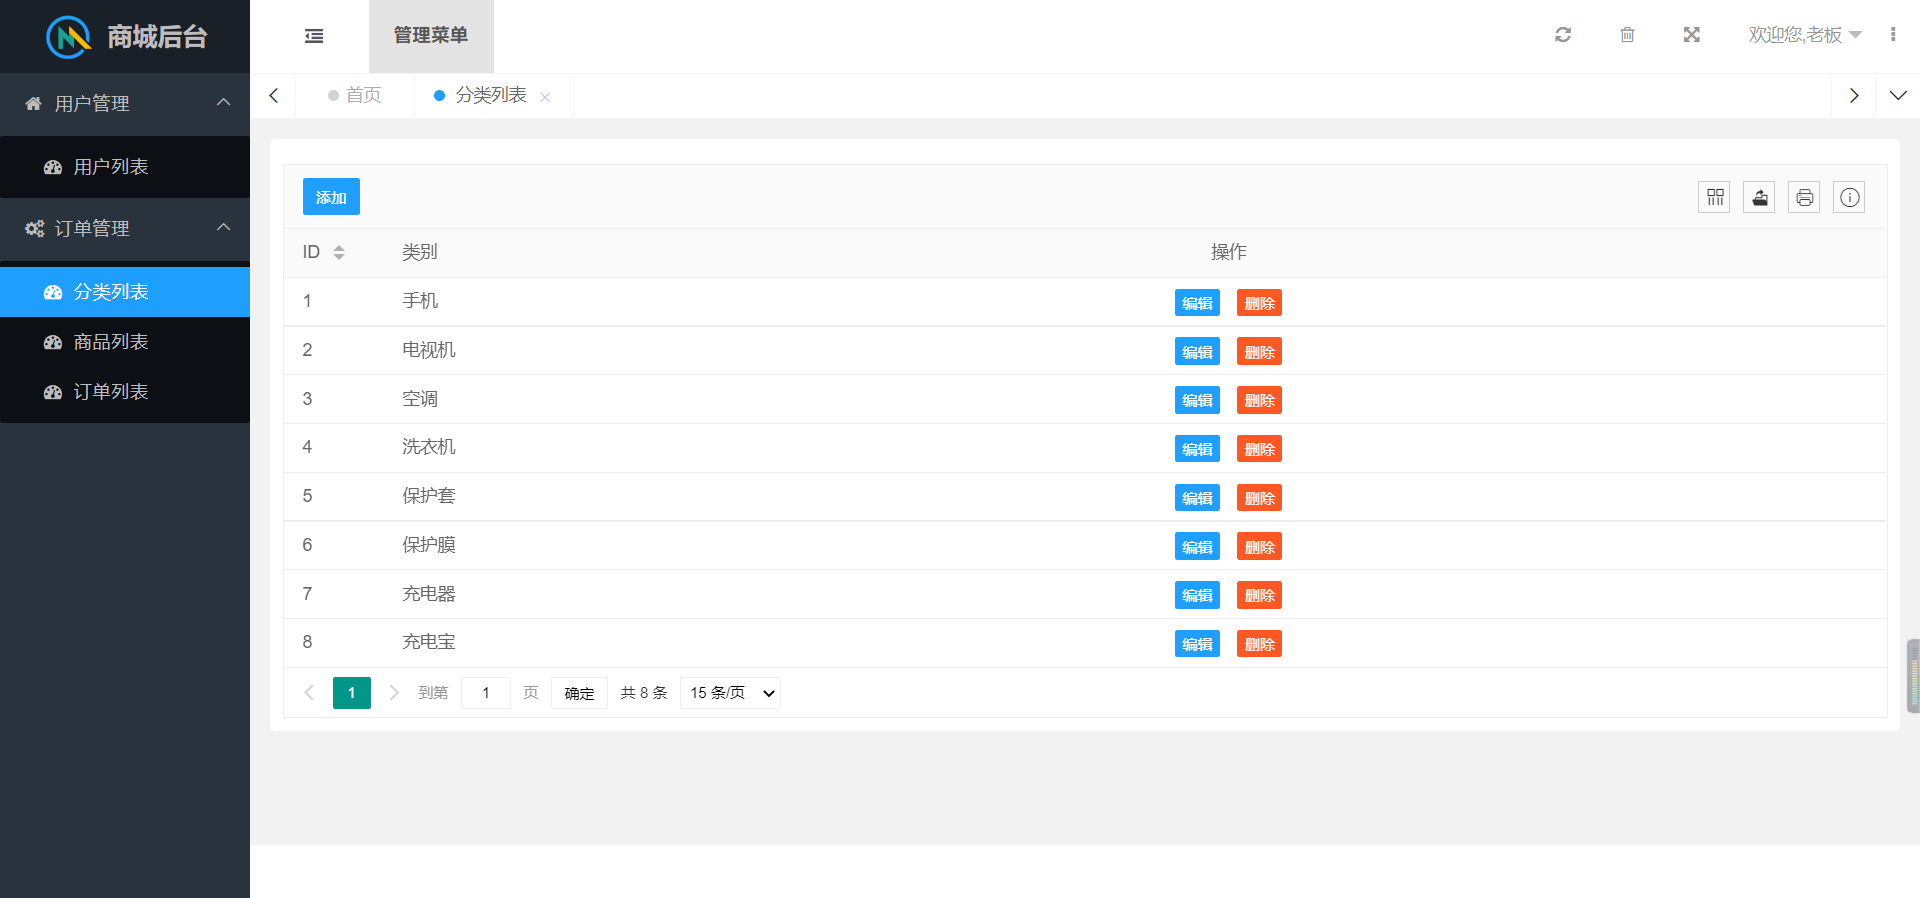 商城后台
管理菜单
欢迎您,老板
用户管理
用户列表
订单管理
分类列表
商品列表
订单列表
首页
分类列表
添加
ID 类别 操作
1 手机 编辑 删除
2 电视机 编辑 删除
3 空调 编辑 删除
4 洗衣机 编辑 删除
5 保护套 编辑 删除
6 保护膜 编辑 删除
7 充电器 编辑 删除
8 充电宝 编辑 删除
1 到第 1 页 确定 共 8 条 15 条/页